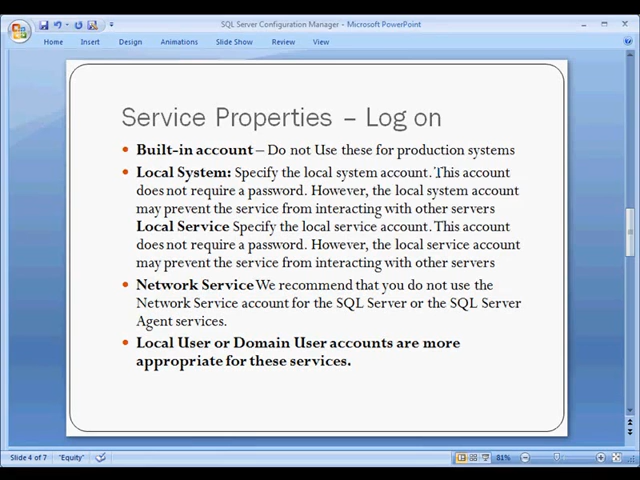 SQL Server Configuration Manager - Microsoft PowerPoint
Home Insert Design Animations Slide Show Review View
Service Properties – Log on
Built-in account – Do not Use these for production systems
Local System: Specify the local system account. This account
does not require a password. However, the local system account
may prevent the service from interacting with other servers
Local Service Specify the local service account. This account
does not require a password. However, the local service account
may prevent the service from interacting with other servers
Network Service We recommend that you do not use the
Network Service account for the SQL Server or the SQL Server
Agent services.
Local User or Domain User accounts are more
appropriate for these services.
Slide 4 of 7 "Equity" 81%